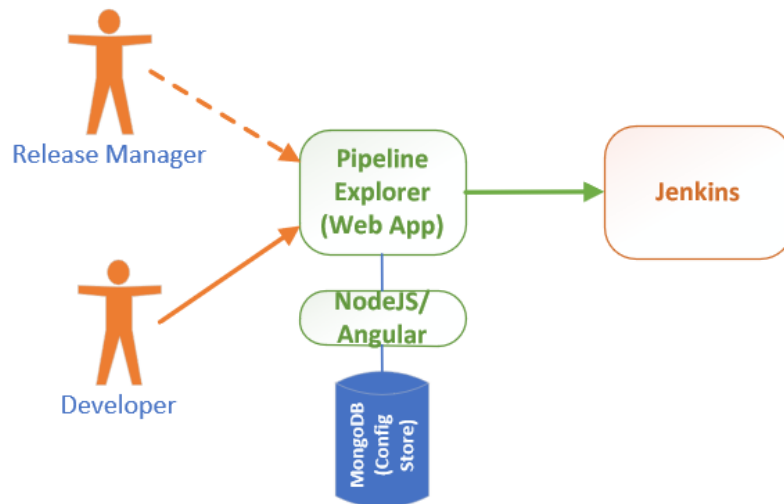 Release Manager
Pipeline
Explorer
(Web App)
Jenkins
NodeJS/
Angular
Developer
MongoDB
(Config
Store)